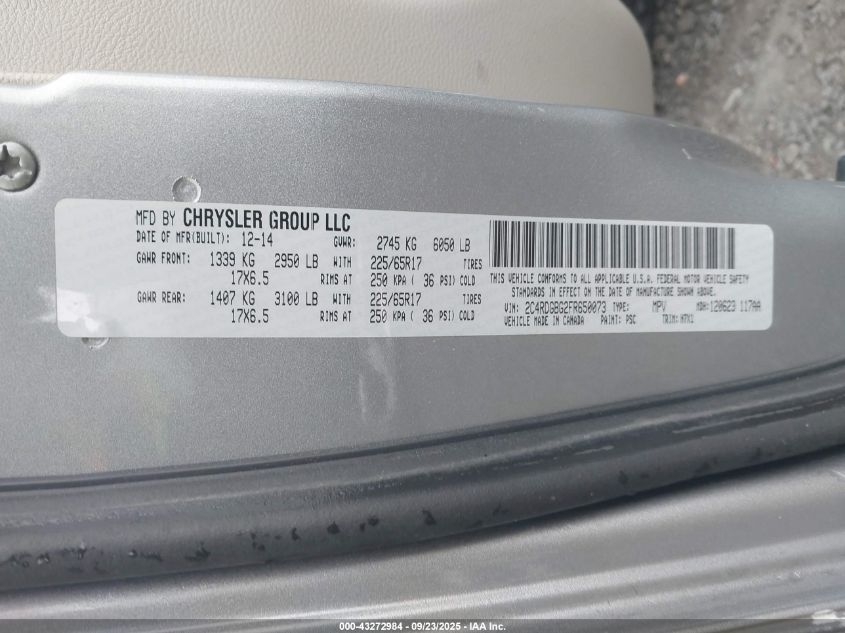 MFD BY CHRYSLER GROUP LLC
DATE OF MFR(BUILT): 12-14 GVWR: 2745 KG 6050 LB
GAWR FRONT: 1339 KG 2950 LB WITH 225/65R17 TIRES
17X6.5 RIMS AT 250 KPA ( 36 PSI) COLD
GAWR REAR: 1407 KG 3100 LB WITH 225/65R17 TIRES
17X6.5 RIMS AT 250 KPA ( 36 PSI) COLD
THIS VEHICLE CONFORMS TO ALL APPLICABLE U.S.A. FEDERAL MOTOR VEHICLE SAFETY
STANDARDS IN EFFECT ON THE DATE OF MANUFACTURE SHOWN ABOVE.
VIN: 2C4RDGBG2FR650073 TYPE: MPV MDH: 120623 117AA
VEHICLE MADE IN CANADA PAINT: PSC TRIM:
000-43272984 - 09/23/2025 - IAA Inc.